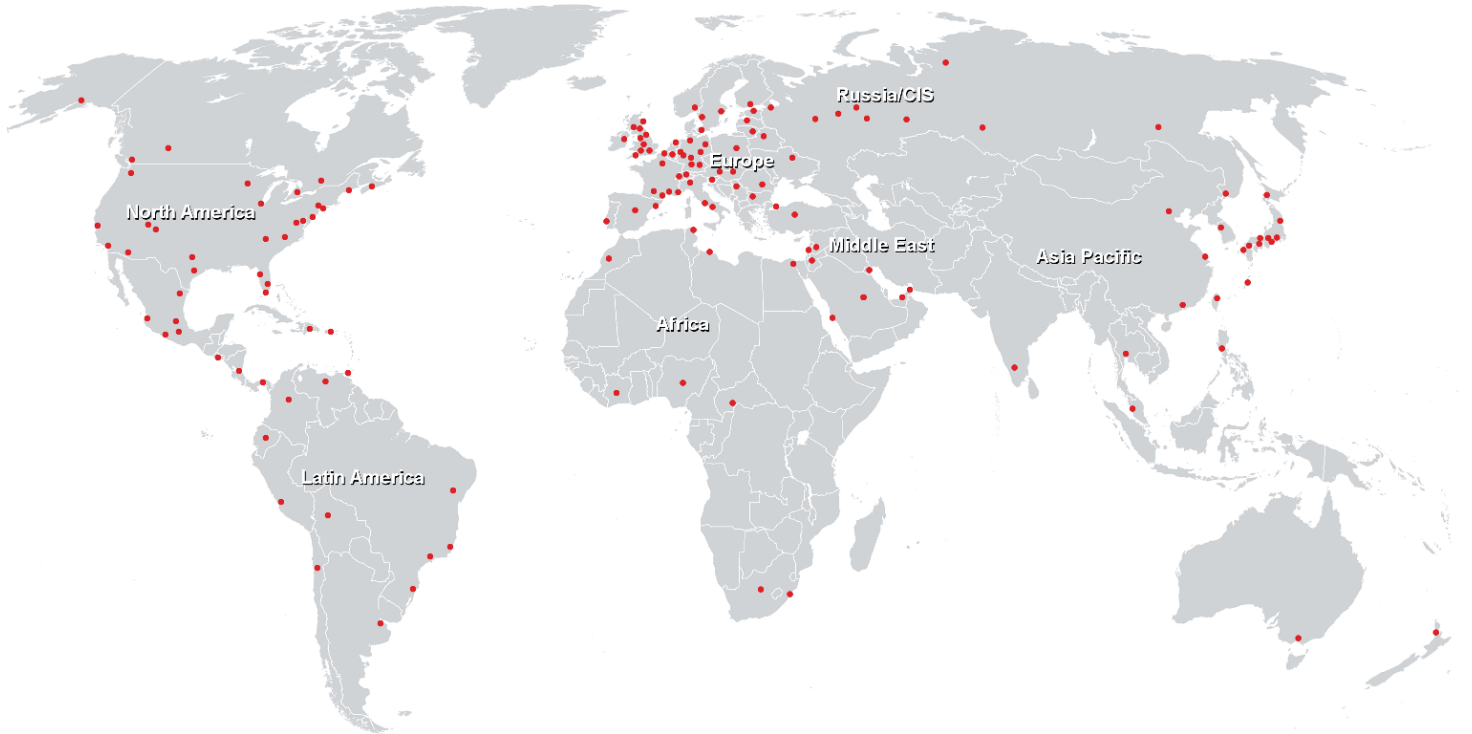 Russia/CIS
Europe
North America
Middle East
Asia Pacific
Africa
Latin America